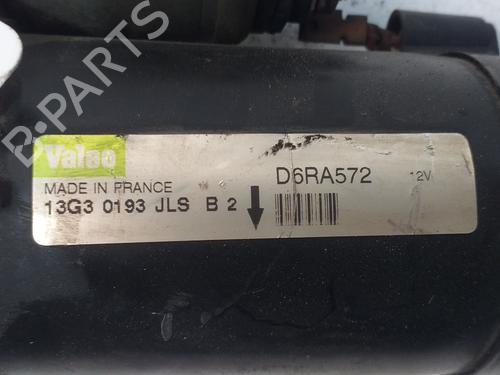 B-PARTS
Valeo
D6RA572 12V
MADE IN FRANCE
13G3 0193 JLS B 2